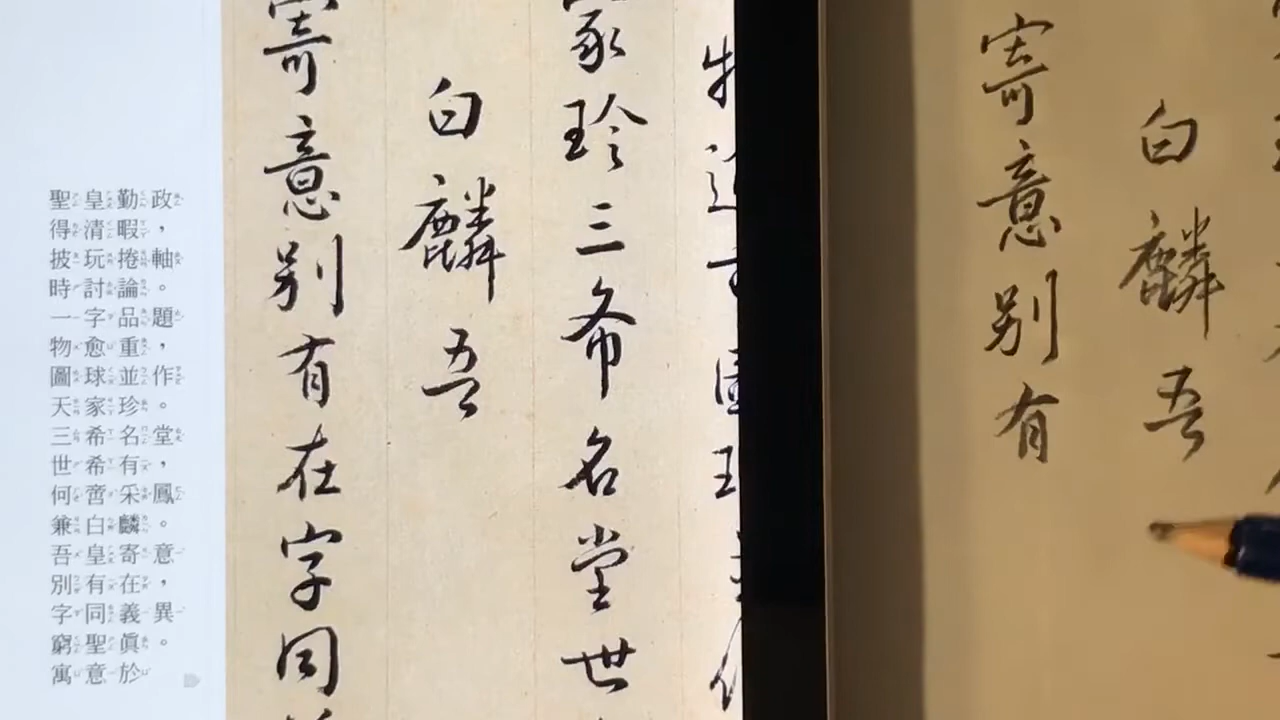 聖皇勤政
得清暇，
披玩捲軸
時討論。
一字品題
物愈重，
圖球並作
天家珍。
三希名堂
世希有，
何啻采鳳
兼白麟。
吾皇寄意
別有在，
字同義異
窮聖眞。
寓意於
家珍三希名堂世
白麟吾
寄意别有在字同
白麟吾
寄意别有